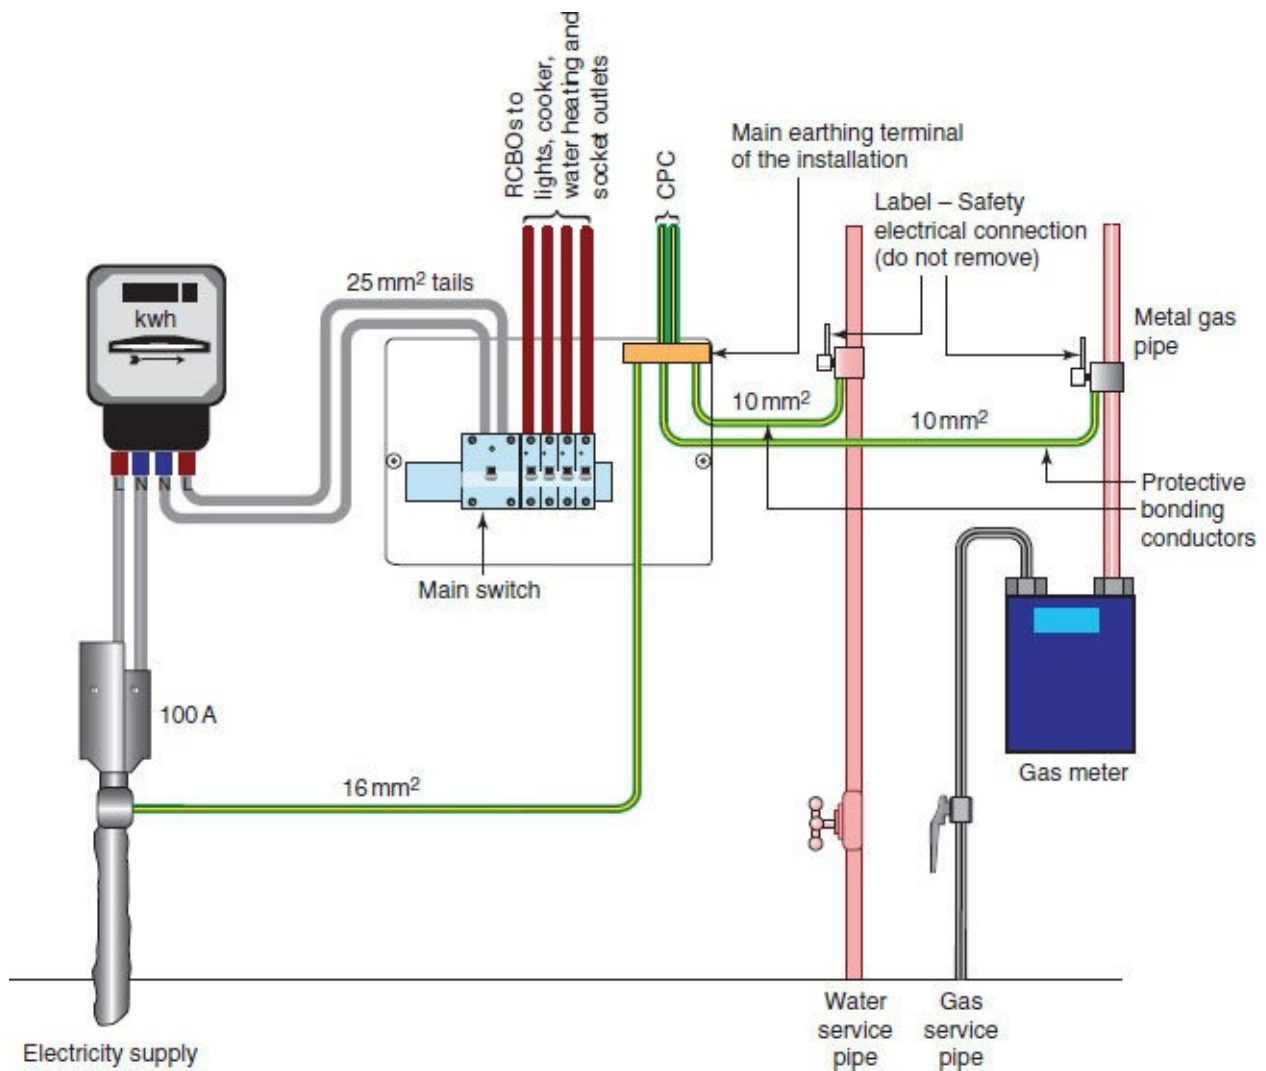 RCBOs to
lights, cooker,
water heating and
socket outlets
CPC
Main earthing terminal
of the installation
Label – Safety
electrical connection
(do not remove)
25 mm² tails
kwh
Metal gas
pipe
10 mm²
10 mm²
L N N L
Protective
bonding
conductors
Main switch
100 A
16 mm²
Gas meter
Water
service
pipe
Gas
service
pipe
Electricity supply